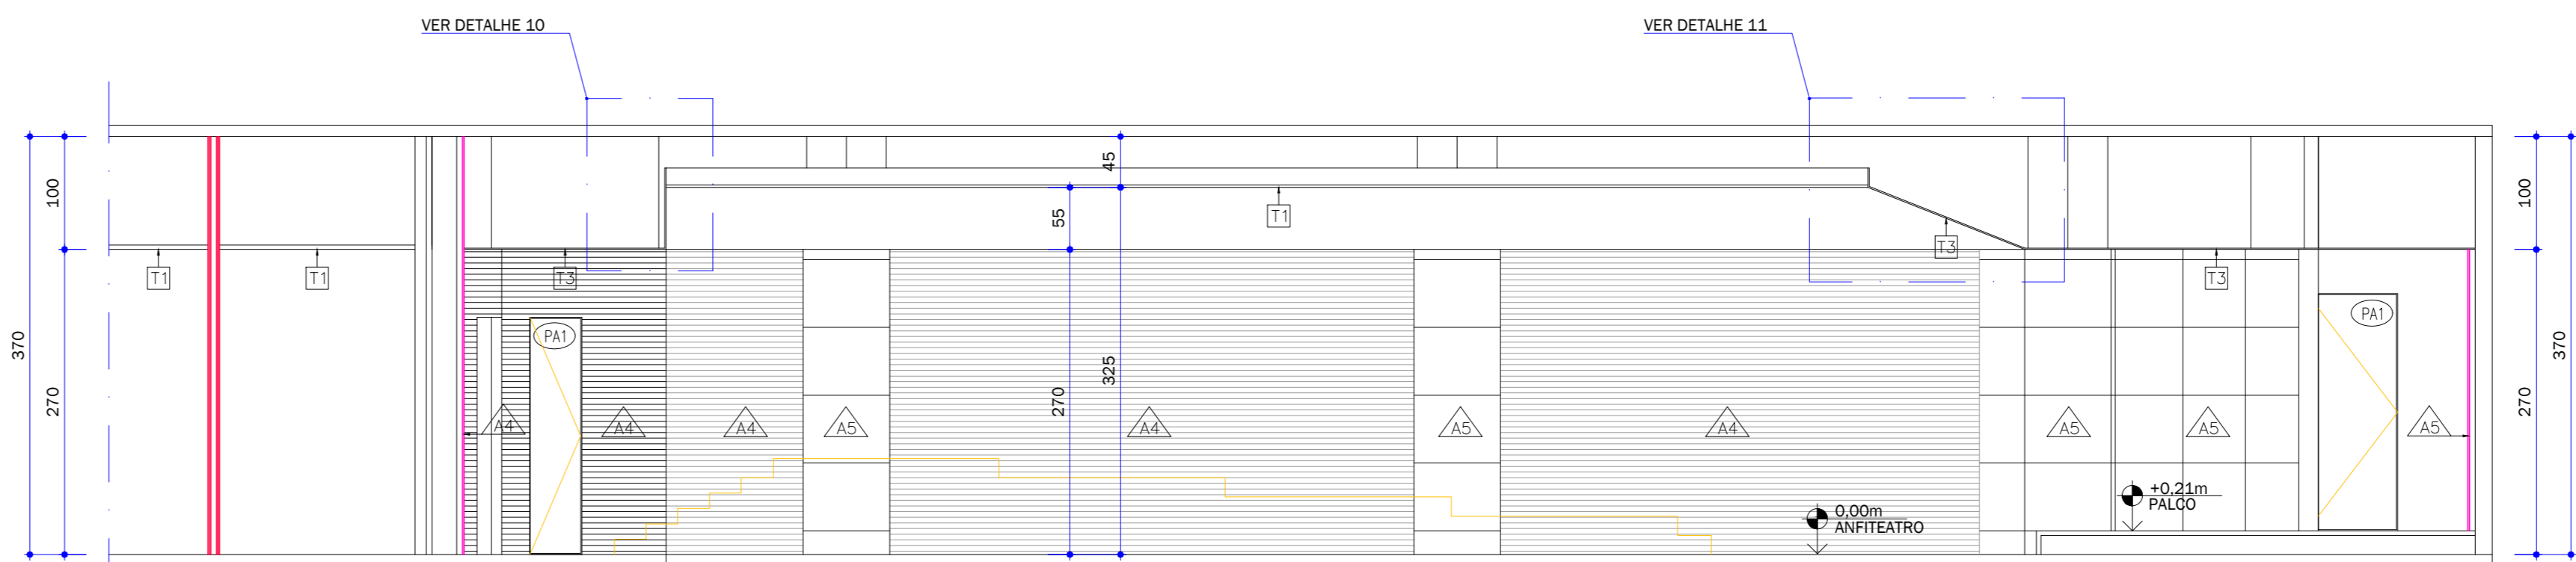 VER DETALHE 10
VER DETALHE 11
45
100
100
55
T1
T3
T1
T1
T3
T3
PA1
PA1
370
370
325
270
270
270
A4
A4
A4
A5
A4
A5
A4
A5
A5
A5
+0,21m
PALCO
0,00m
ANFITEATRO